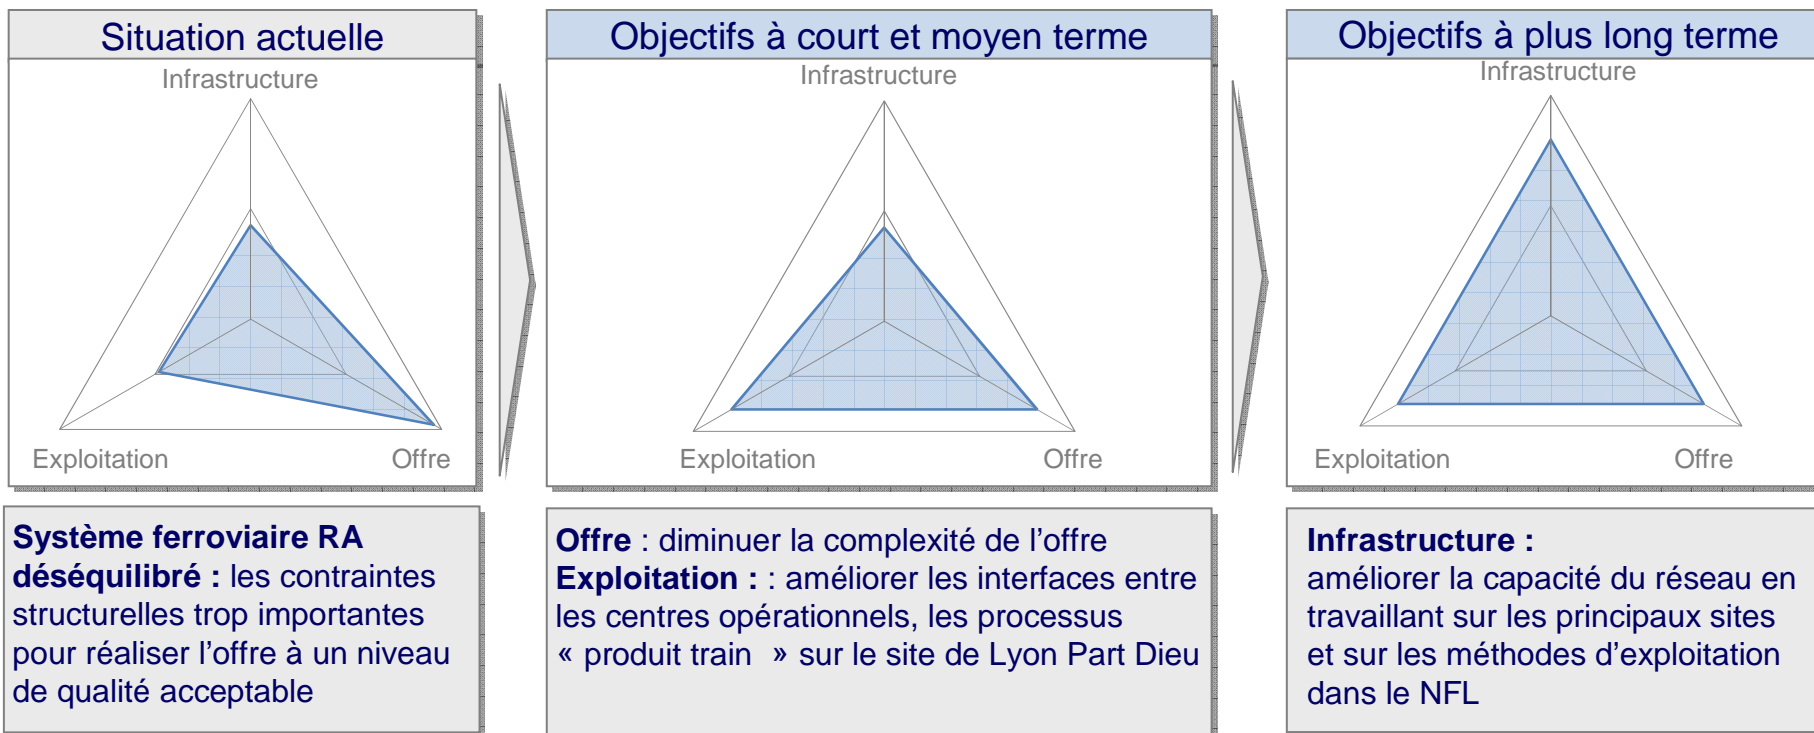 Situation actuelle
Infrastructure
Exploitation
Offre
Système ferroviaire RA
déséquilibré : les contraintes
structurelles trop importantes
pour réaliser l’offre à un niveau
de qualité acceptable
Objectifs à court et moyen terme
Infrastructure
Exploitation
Offre
Offre : diminuer la complexité de l’offre
Exploitation : : améliorer les interfaces entre
les centres opérationnels, les processus
« produit train » sur le site de Lyon Part Dieu
Objectifs à plus long terme
Infrastructure
Exploitation
Offre
Infrastructure :
améliorer la capacité du réseau en
travaillant sur les principaux sites
et sur les méthodes d’exploitation
dans le NFL